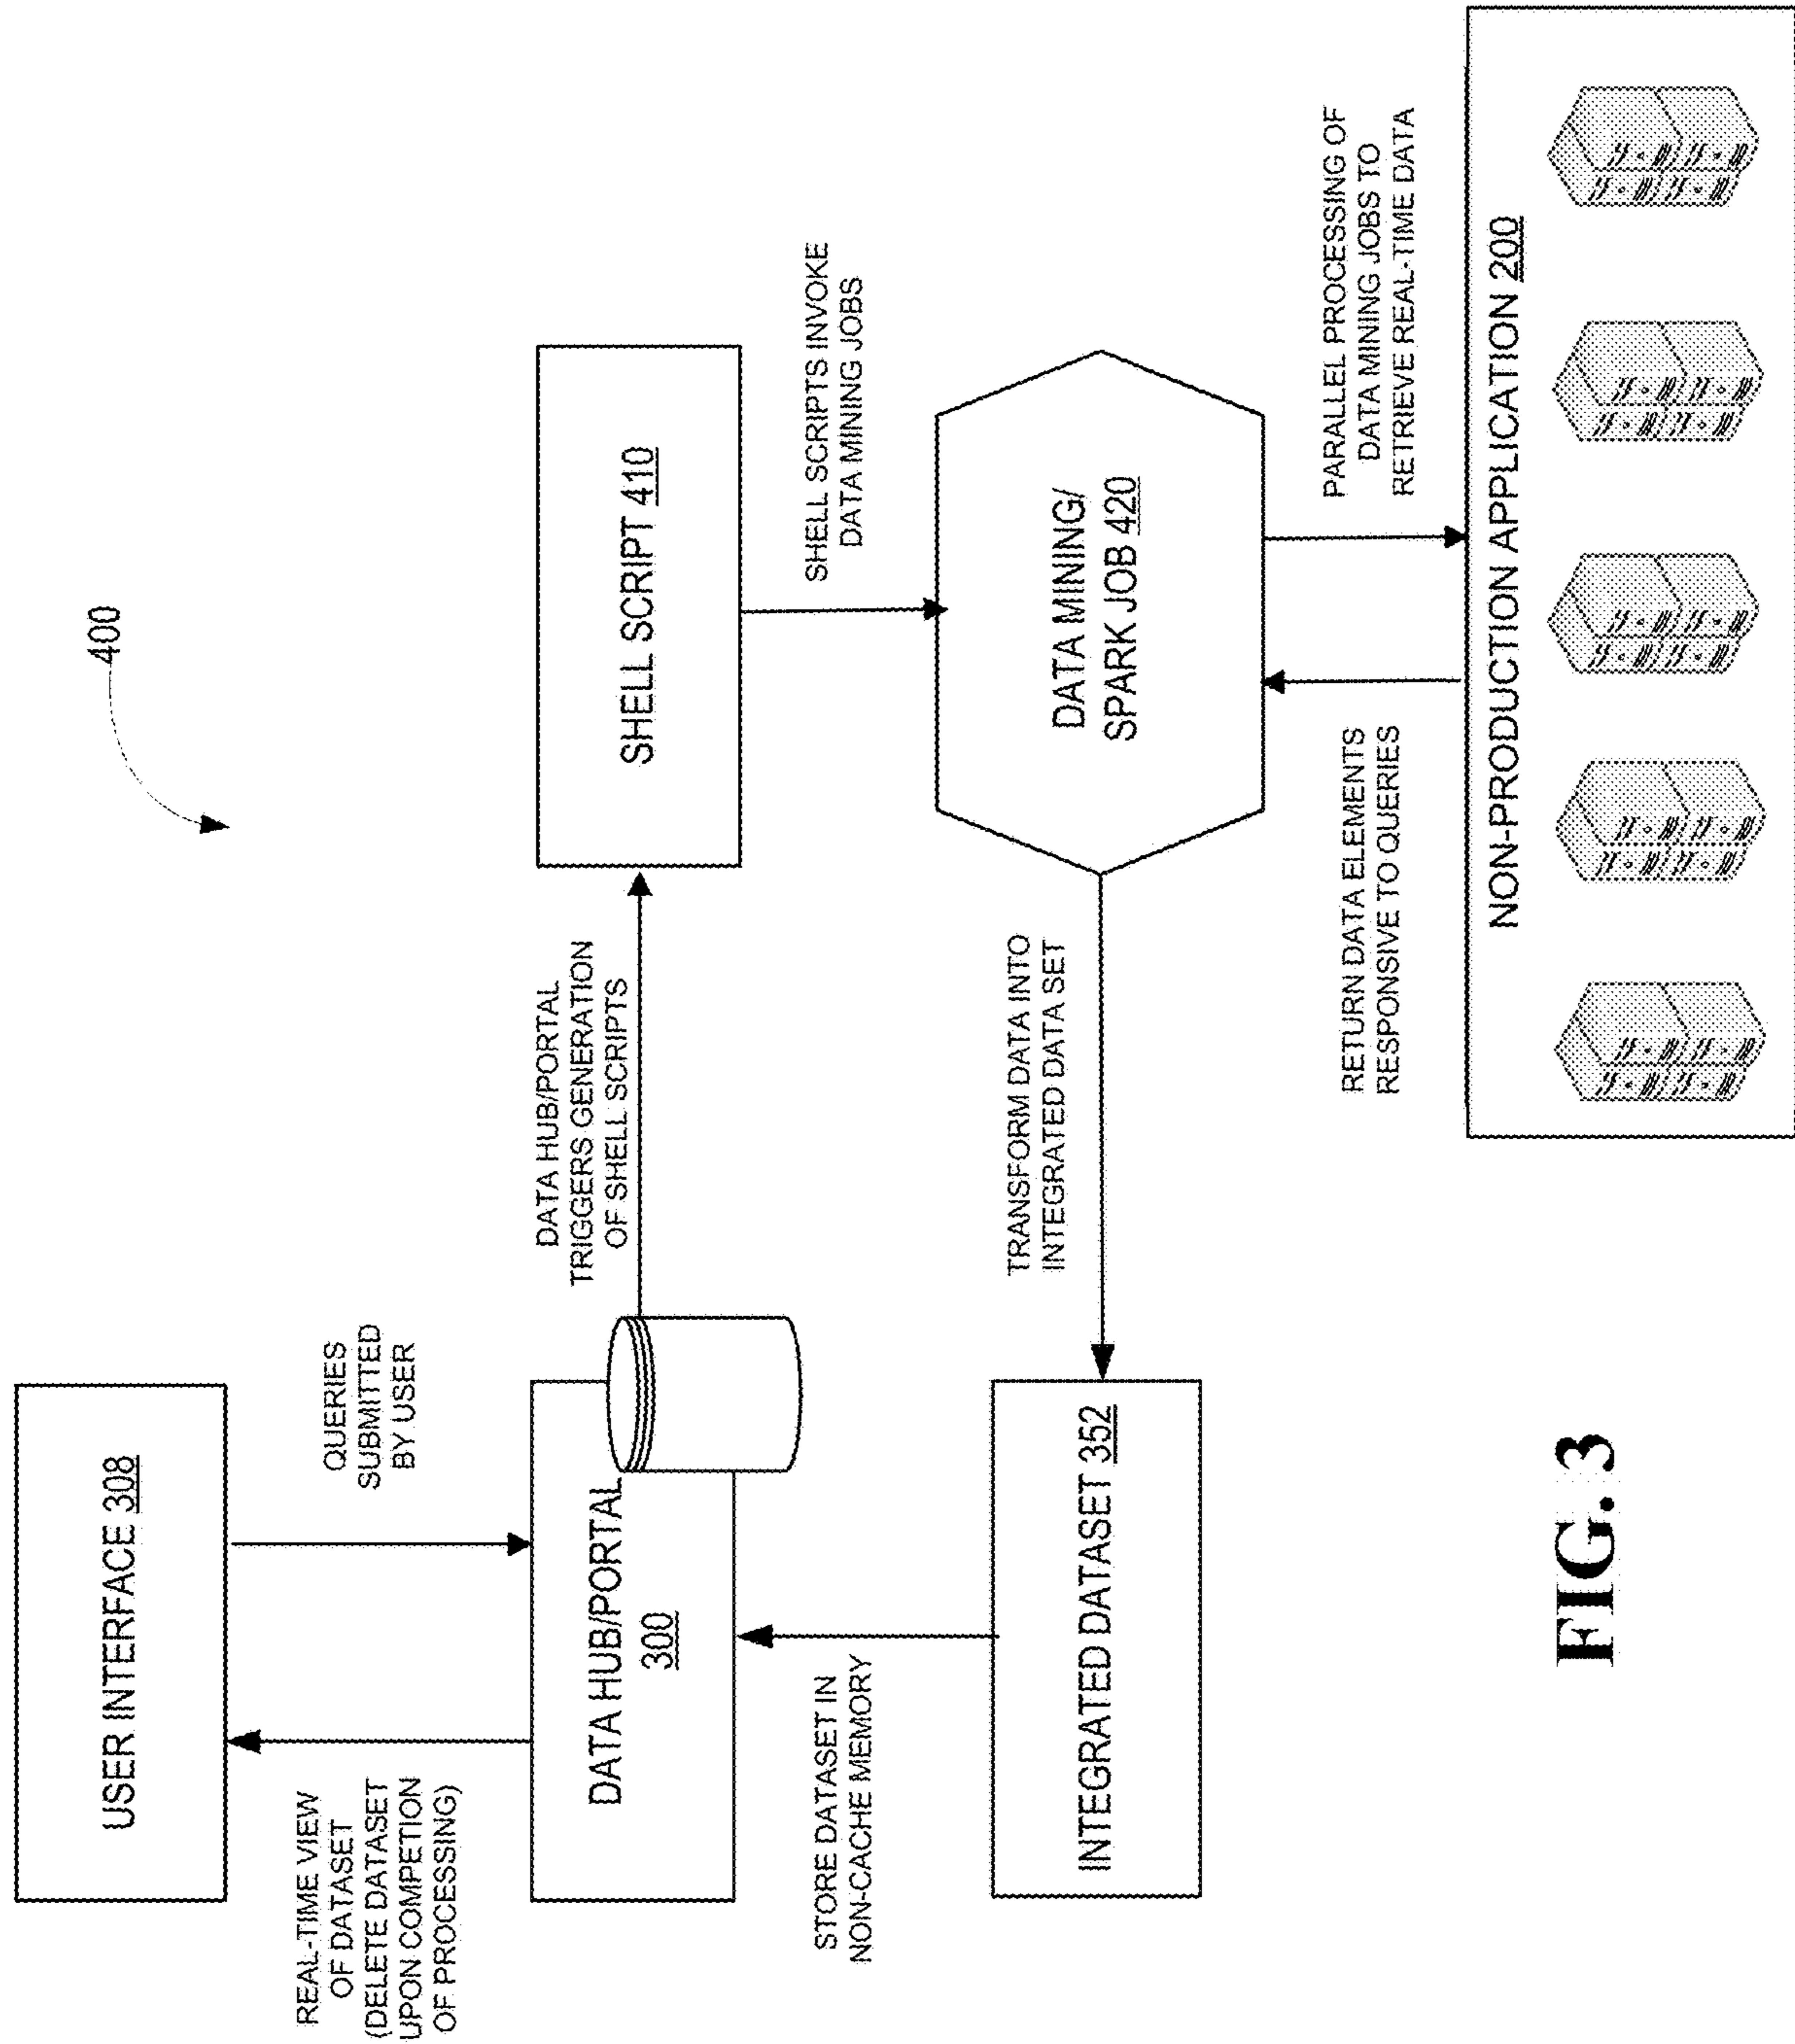 400
USER INTERFACE 308
QUERIES
SUBMITTED
BY USER
REAL-TIME VIEW
OF DATASET
(DELETE DATASET
UPON COMPETION
OF PROCESSING)
DATA HUB/PORTAL
300
DATA HUB/PORTAL
TRIGGERS GENERATION
OF SHELL SCRIPTS
SHELL SCRIPT 410
SHELL SCRIPTS INVOKE
DATA MINING JOBS
STORE DATASET IN
NON-CACHE MEMORY
INTEGRATED DATASET 352
TRANSFORM DATA INTO
INTEGRATED DATA SET
DATA MINING/
SPARK JOB 420
RETURN DATA ELEMENTS
RESPONSIVE TO QUERIES
PARALLEL PROCESSING OF
DATA MINING JOBS TO
RETRIEVE REAL-TIME DATA
NON-PRODUCTION APPLICATION 200
FIG. 3